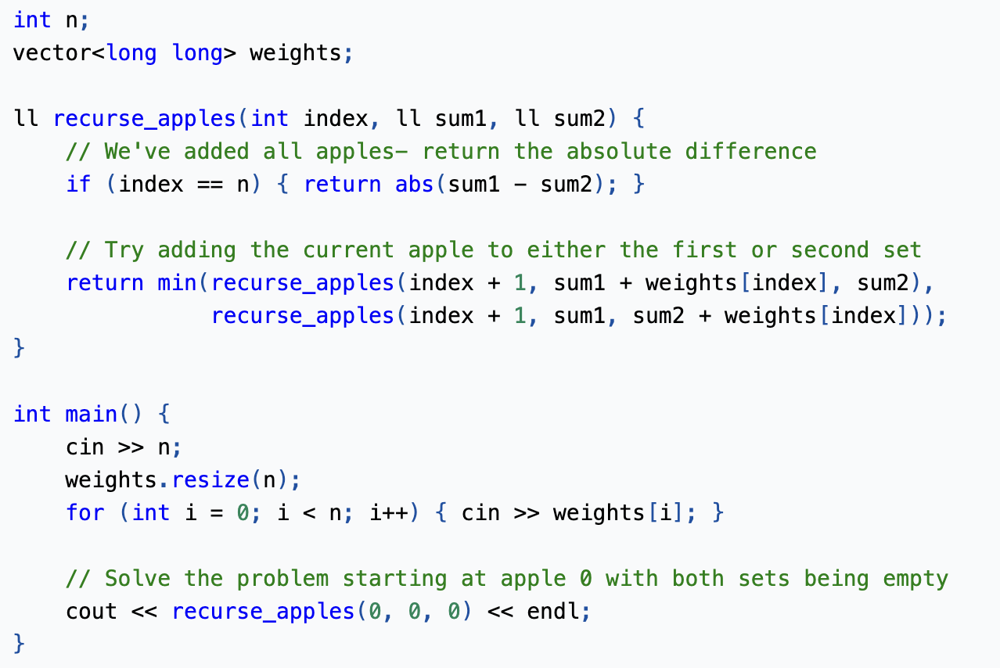 int n;
vector<long long> weights;

ll recurse_apples(int index, ll sum1, ll sum2) {
    // We've added all apples– return the absolute difference
    if (index == n) { return abs(sum1 - sum2); }

    // Try adding the current apple to either the first or second set
    return min(recurse_apples(index + 1, sum1 + weights[index], sum2),
               recurse_apples(index + 1, sum1, sum2 + weights[index]));
}

int main() {
    cin >> n;
    weights.resize(n);
    for (int i = 0; i < n; i++) { cin >> weights[i]; }

    // Solve the problem starting at apple 0 with both sets being empty
    cout << recurse_apples(0, 0, 0) << endl;
}